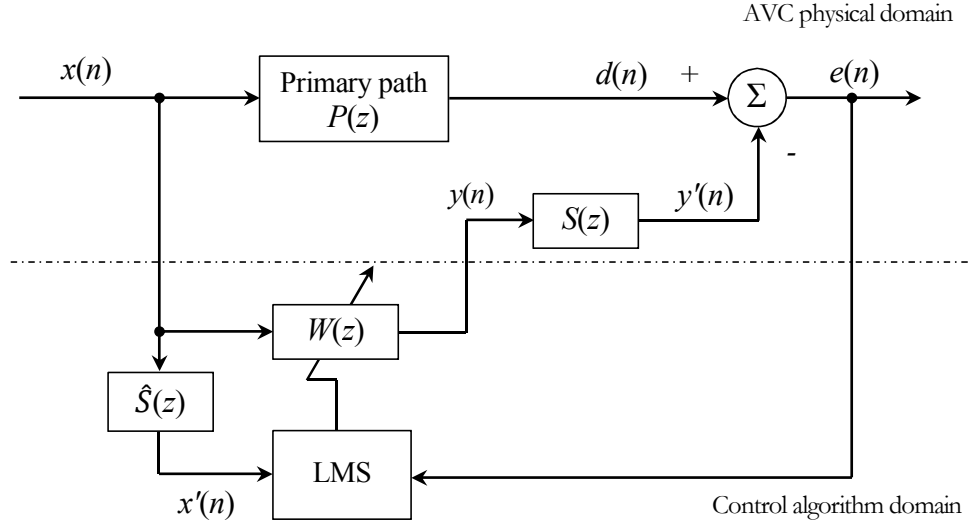 AVC physical domain
x(n)
Primary path
P(z)
d(n)
+
Σ
e(n)
-
y(n)
S(z)
y'(n)
W(z)
Ŝ(z)
LMS
x'(n)
Control algorithm domain